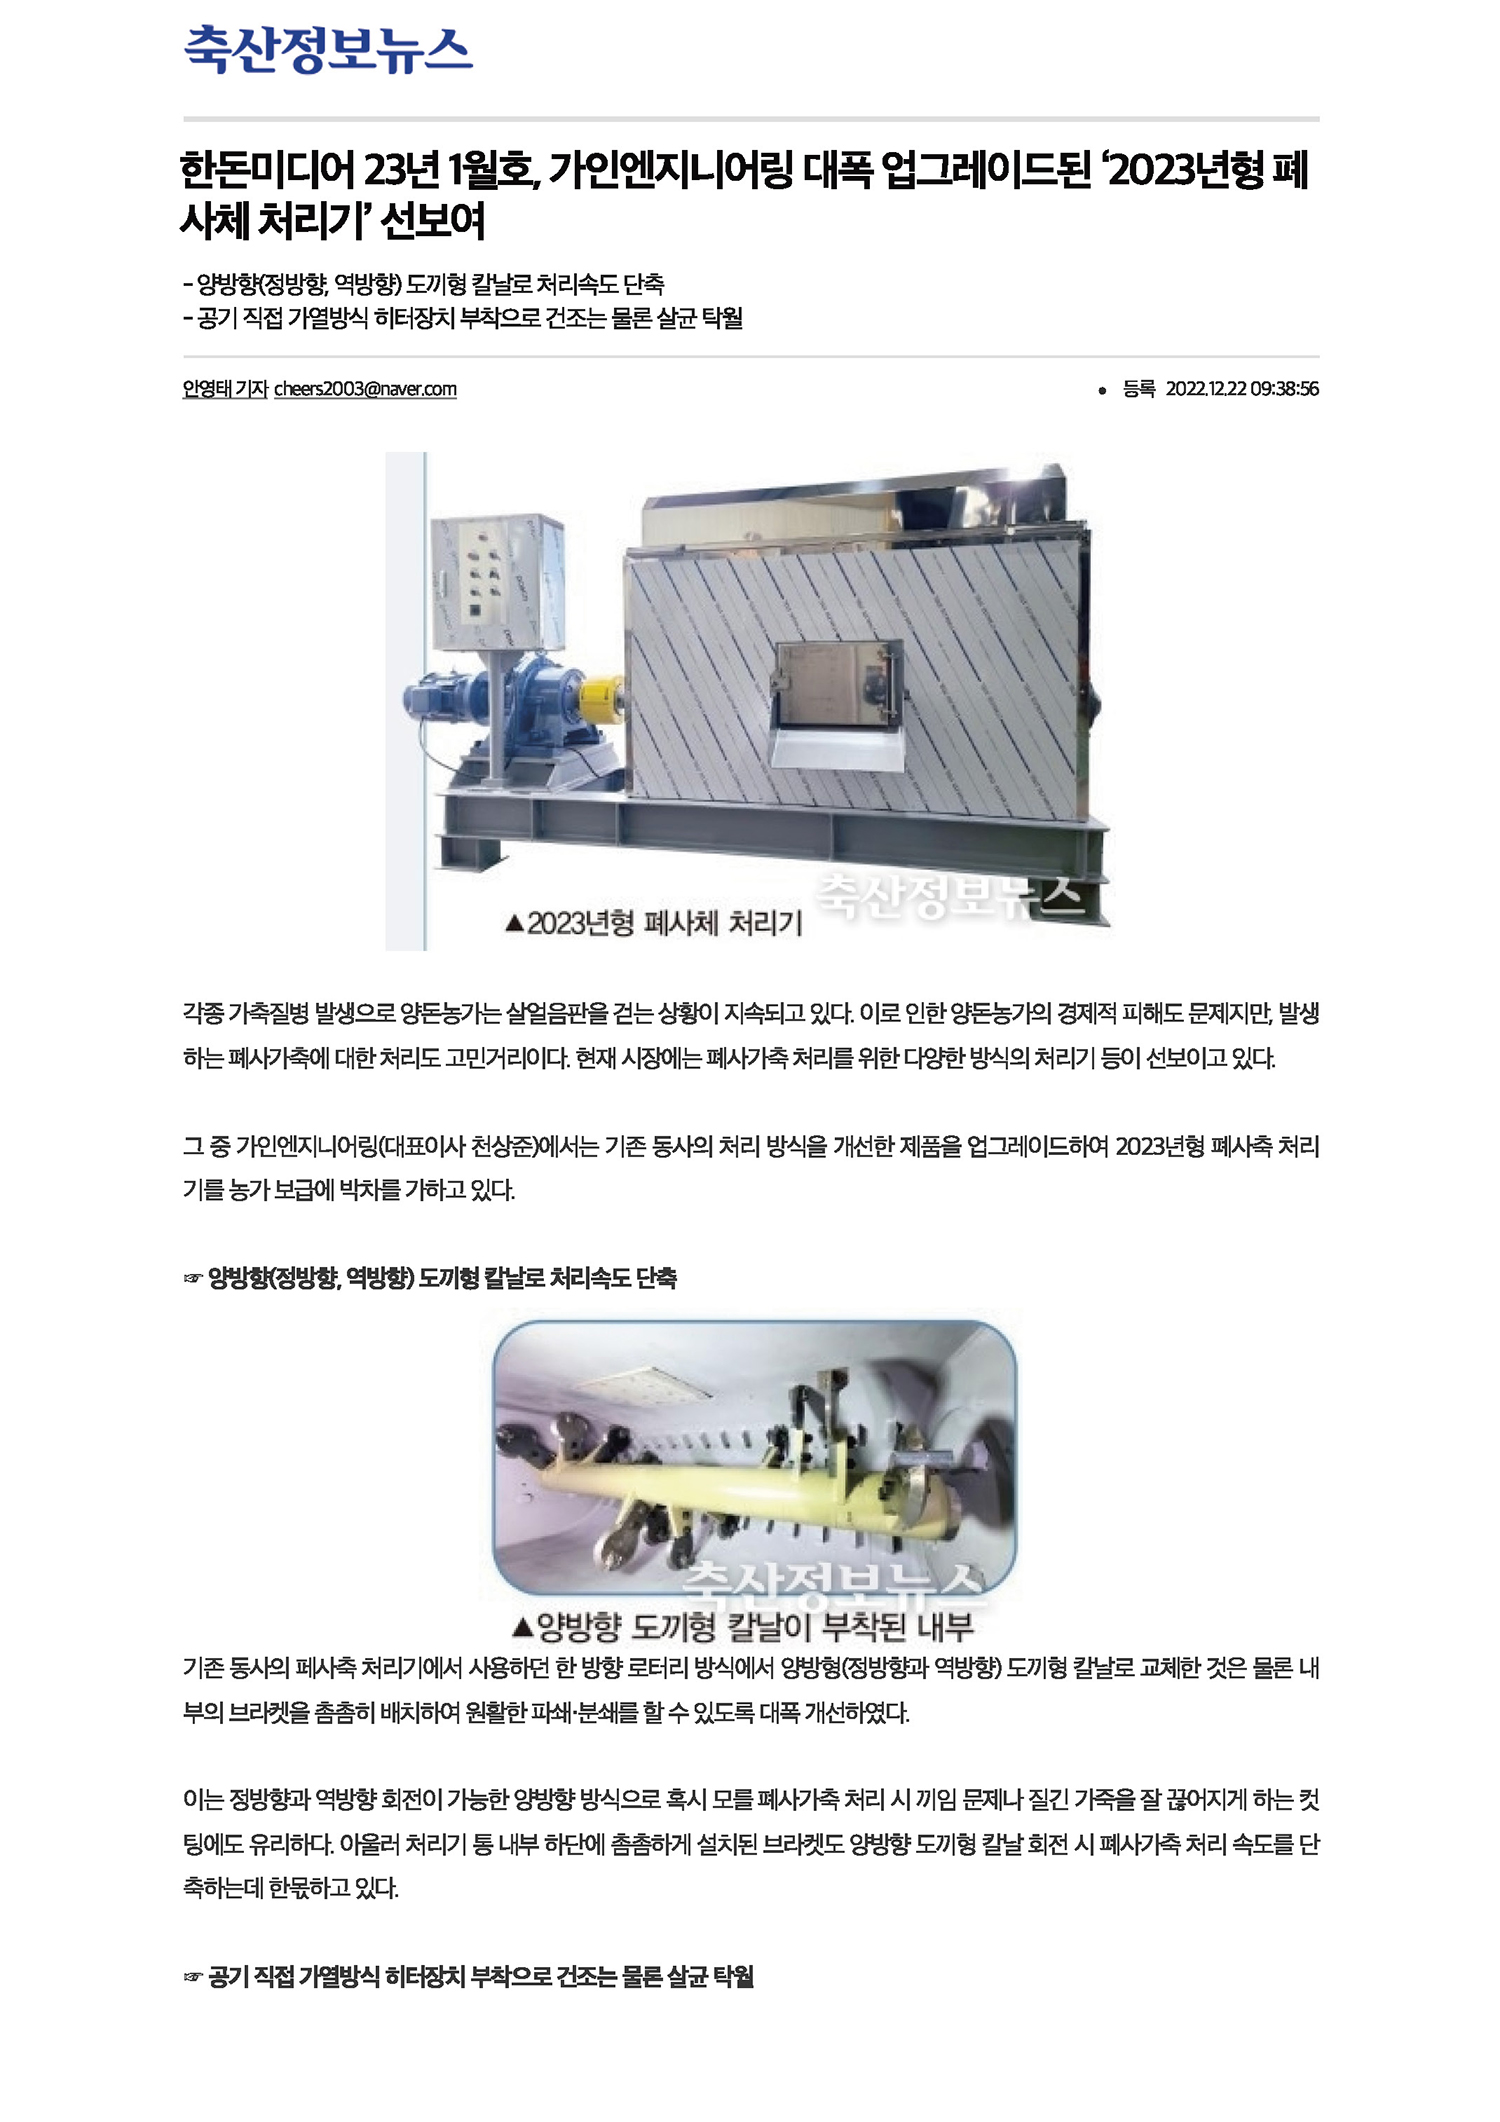 축산정보뉴스
한돈미디어 23년 1월호, 가인엔지니어링 대폭 업그레이드된 ‘2023년형 폐
사체 처리기’ 선보여
- 양방향(정방향, 역방향) 도끼형 칼날로 처리속도 단축
- 공기 직접 가열방식 히터장치 부착으로 건조는 물론 살균 탁월
안영태 기자 cheers2003@naver.com
• 등록 2022.12.22 09:38:56
축산정보뉴스
▲2023년형 폐사체 처리기
각종 가축질병 발생으로 양돈농가는 살얼음판을 걷는 상황이 지속되고 있다. 이로 인한 양돈농가의 경제적 피해도 문제지만, 발생
하는 폐사가축에 대한 처리도 고민거리이다. 현재 시장에는 폐사가축 처리를 위한 다양한 방식의 처리기 등이 선보이고 있다.
그 중 가인엔지니어링(대표이사 천상준)에서는 기존 동사의 처리 방식을 개선한 제품을 업그레이드하여 2023년형 폐사축 처리
기를 농가 보급에 박차를 가하고 있다.
☞ 양방향(정방향, 역방향) 도끼형 칼날로 처리속도 단축
축산정보뉴스
▲양방향 도끼형 칼날이 부착된 내부
기존 동사의 페사축 처리기에서 사용하던 한 방향 로터리 방식에서 양방형(정방향과 역방향) 도끼형 칼날로 교체한 것은 물론 내
부의 브라켓을 촘촘히 배치하여 원활한 파쇄·분쇄를 할 수 있도록 대폭 개선하였다.
이는 정방향과 역방향 회전이 가능한 양방향 방식으로 혹시 모를 폐사가축 처리 시 끼임 문제나 질긴 가죽을 잘 끊어지게 하는 컷
팅에도 유리하다. 아울러 처리기 통 내부 하단에 촘촘하게 설치된 브라켓도 양방향 도끼형 칼날 회전 시 폐사가축 처리 속도를 단
축하는데 한몫하고 있다.
☞ 공기 직접 가열방식 히터장치 부착으로 건조는 물론 살균 탁월